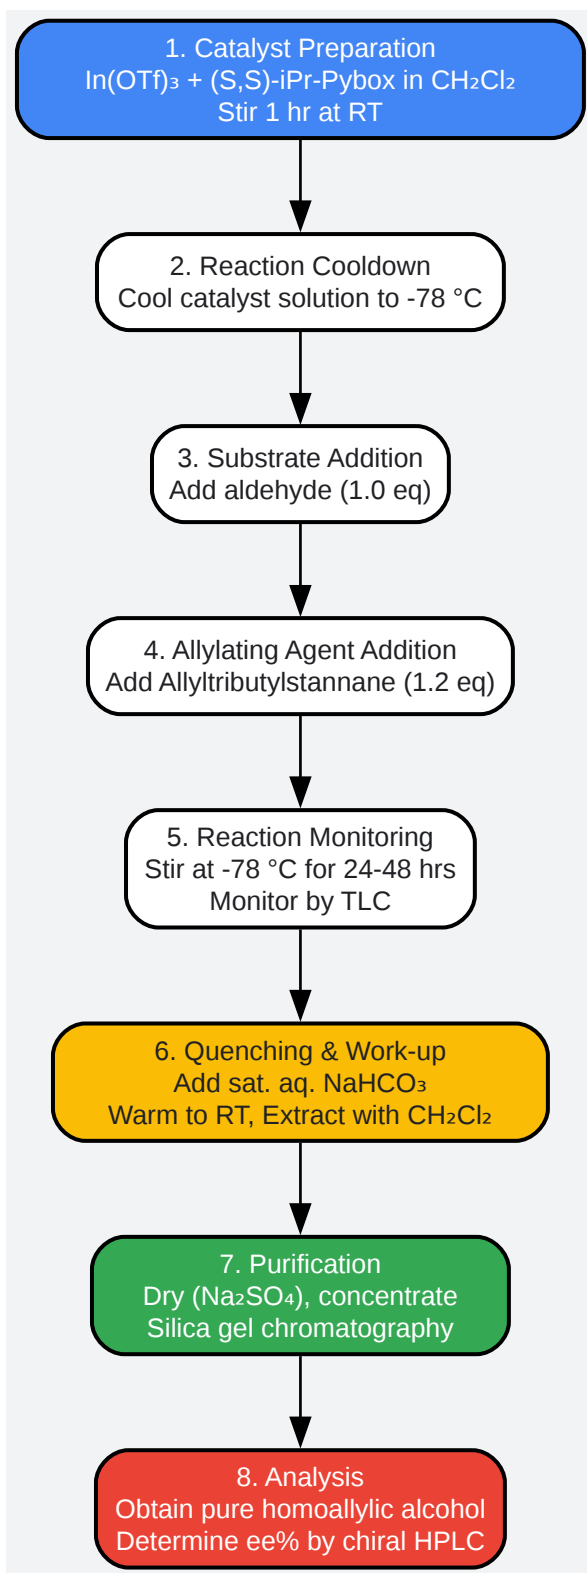 1. Catalyst Preparation
In(OTf)₃ + (S,S)-iPr-Pybox in CH₂Cl₂
Stir 1 hr at RT
2. Reaction Cooldown
Cool catalyst solution to -78 °C
3. Substrate Addition
Add aldehyde (1.0 eq)
4. Allylating Agent Addition
Add Allyltributylstannane (1.2 eq)
5. Reaction Monitoring
Stir at -78 °C for 24-48 hrs
Monitor by TLC
6. Quenching & Work-up
Add sat. aq. NaHCO₃
Warm to RT, Extract with CH₂Cl₂
7. Purification
Dry (Na₂SO₄), concentrate
Silica gel chromatography
8. Analysis
Obtain pure homoallylic alcohol
Determine ee% by chiral HPLC